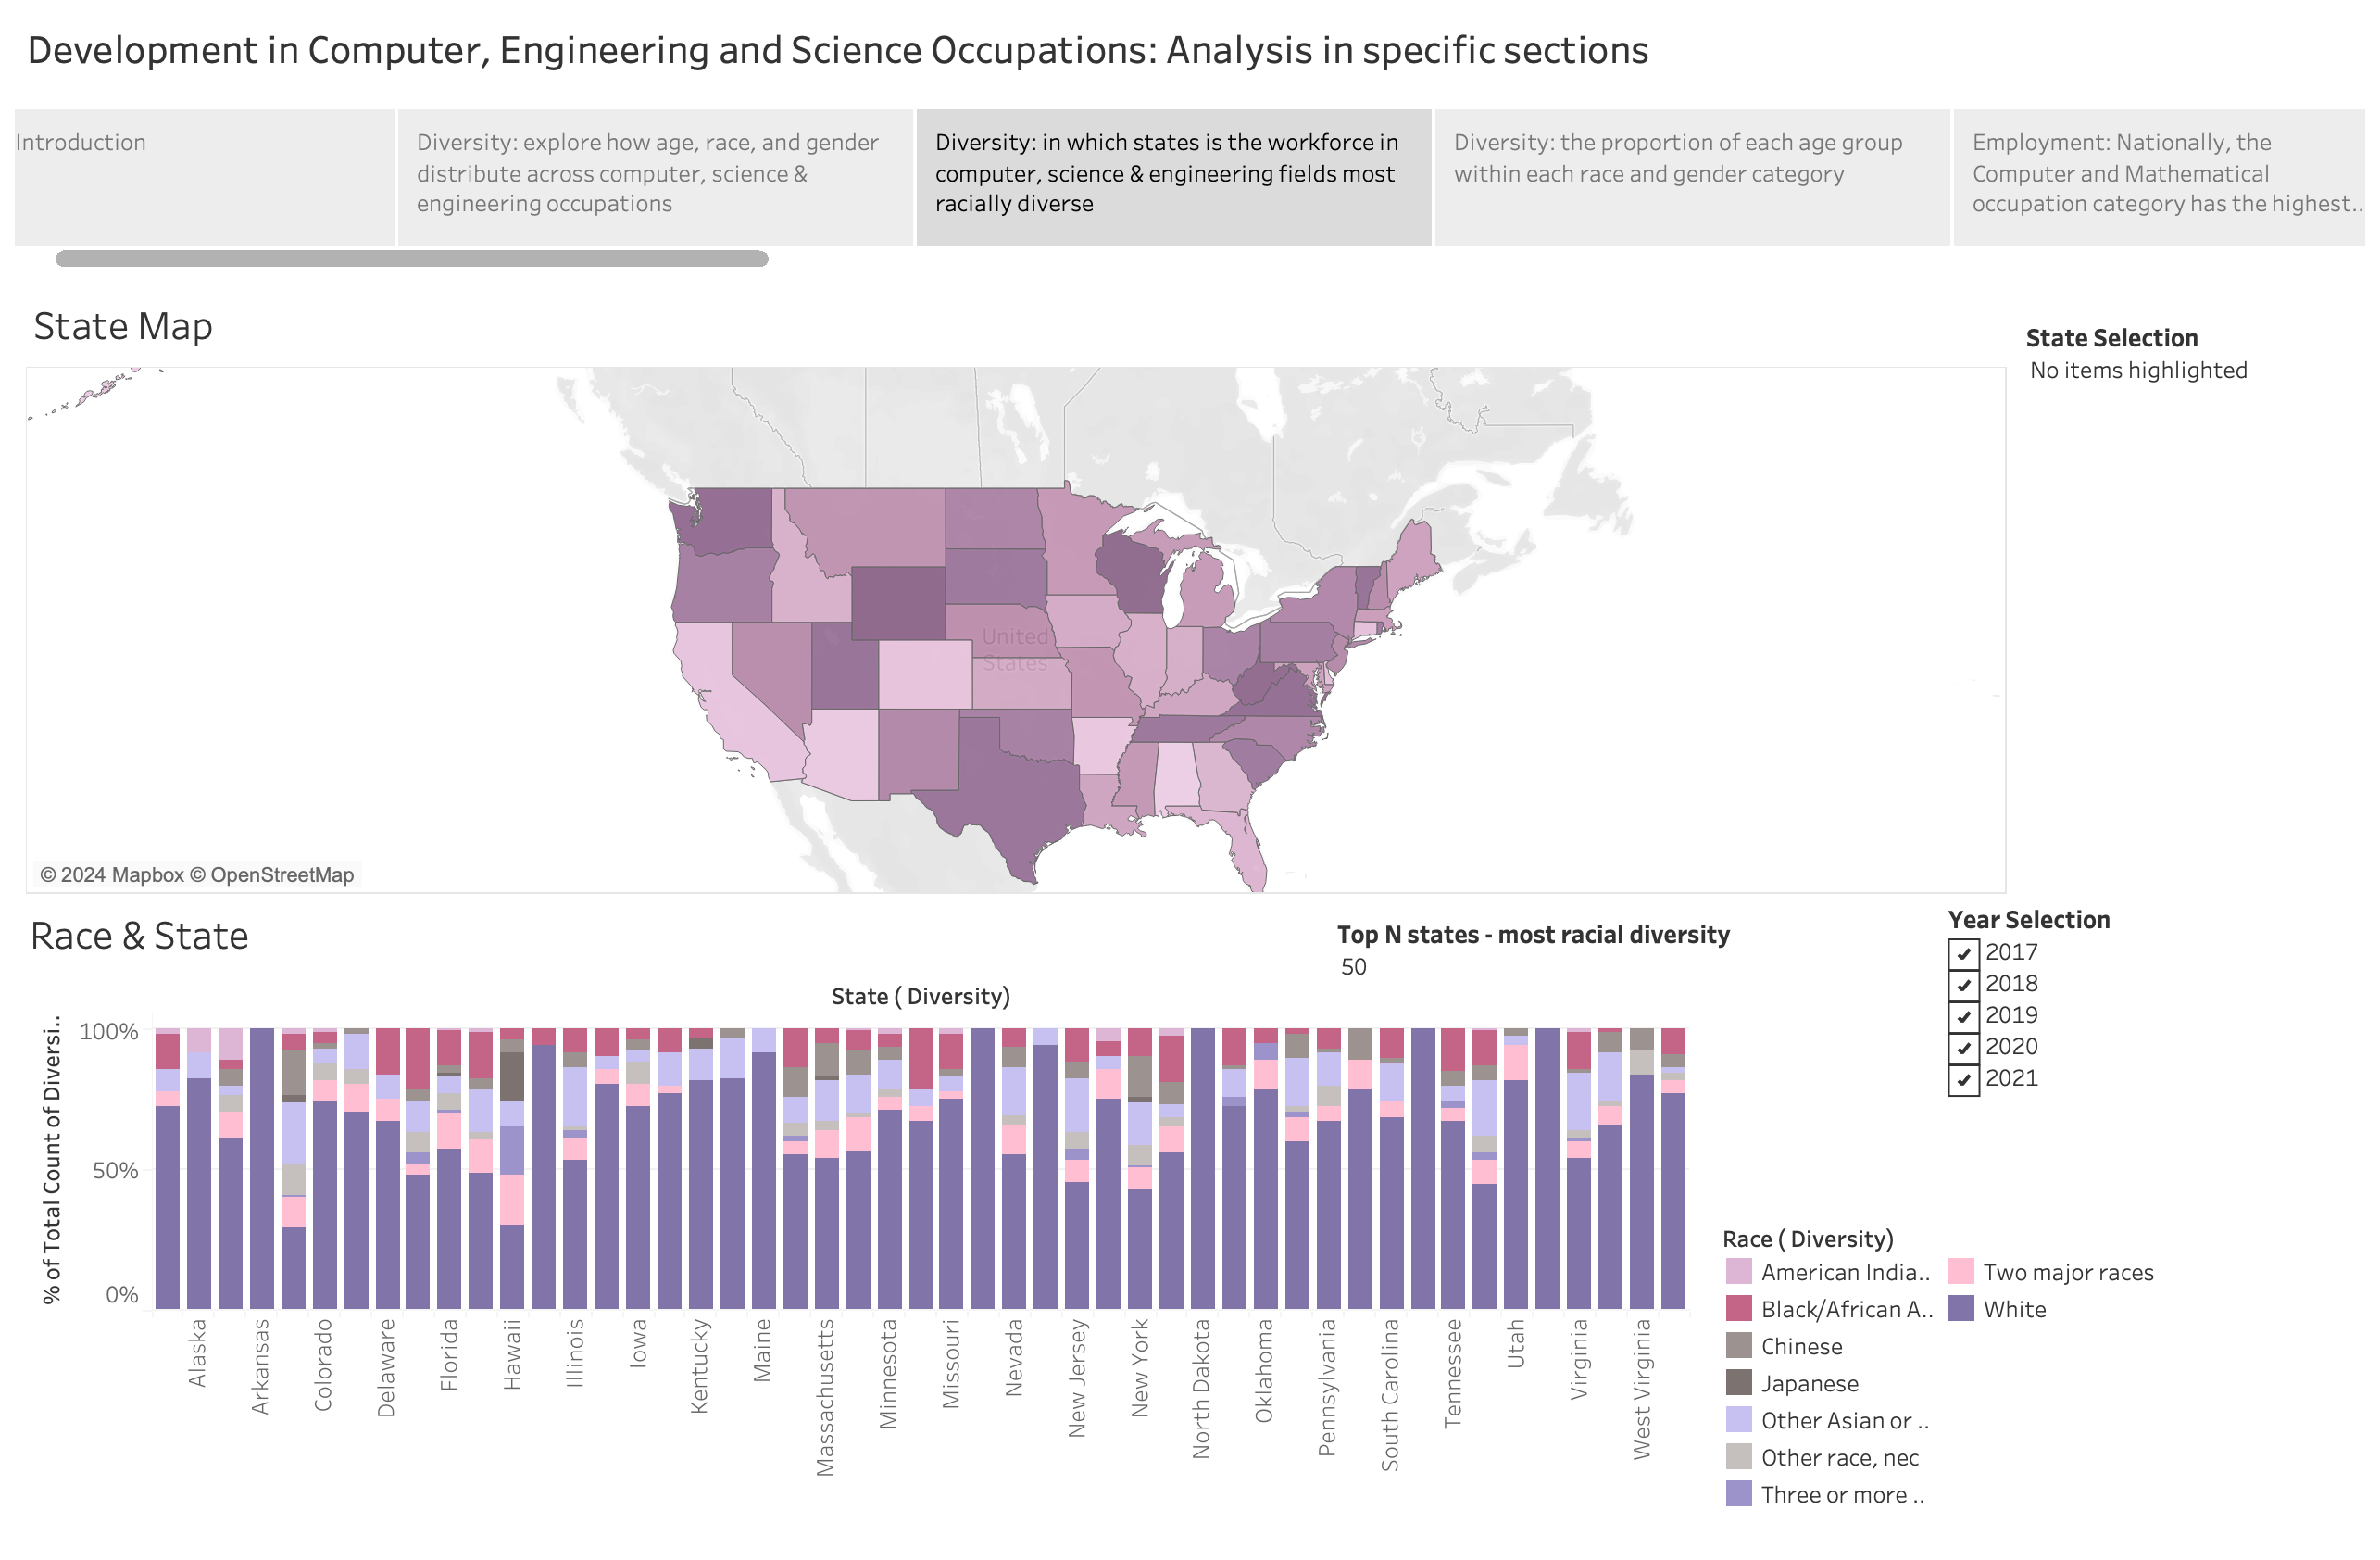 Development in Computer, Engineering and Science Occupations: Analysis in specific sections
Introduction
Diversity: explore how age, race, and gender
distribute across computer, science &
engineering occupations
Diversity: in which states is the workforce in
computer, science & engineering fields most
racially diverse
Diversity: the proportion of each age group
within each race and gender category
Employment: Nationally, the
Computer and Mathematical
occupation category has the highest..
State Map
State Selection
No items highlighted
United
States
© 2024 Mapbox © OpenStreetMap
Race & State
Top N states - most racial diversity
50
Year Selection
2017
2018
2019
2020
2021
State ( Diversity)
% of Total Count of Diversi..
100%
50%
0%
Alaska
Arkansas
Colorado
Delaware
Florida
Hawaii
Illinois
Iowa
Kentucky
Maine
Massachusetts
Minnesota
Missouri
Nevada
New Jersey
New York
North Dakota
Oklahoma
Pennsylvania
South Carolina
Tennessee
Utah
Virginia
West Virginia
Race ( Diversity)
American India..
Black/African A..
Chinese
Japanese
Other Asian or ..
Other race, nec
Three or more ..
Two major races
White